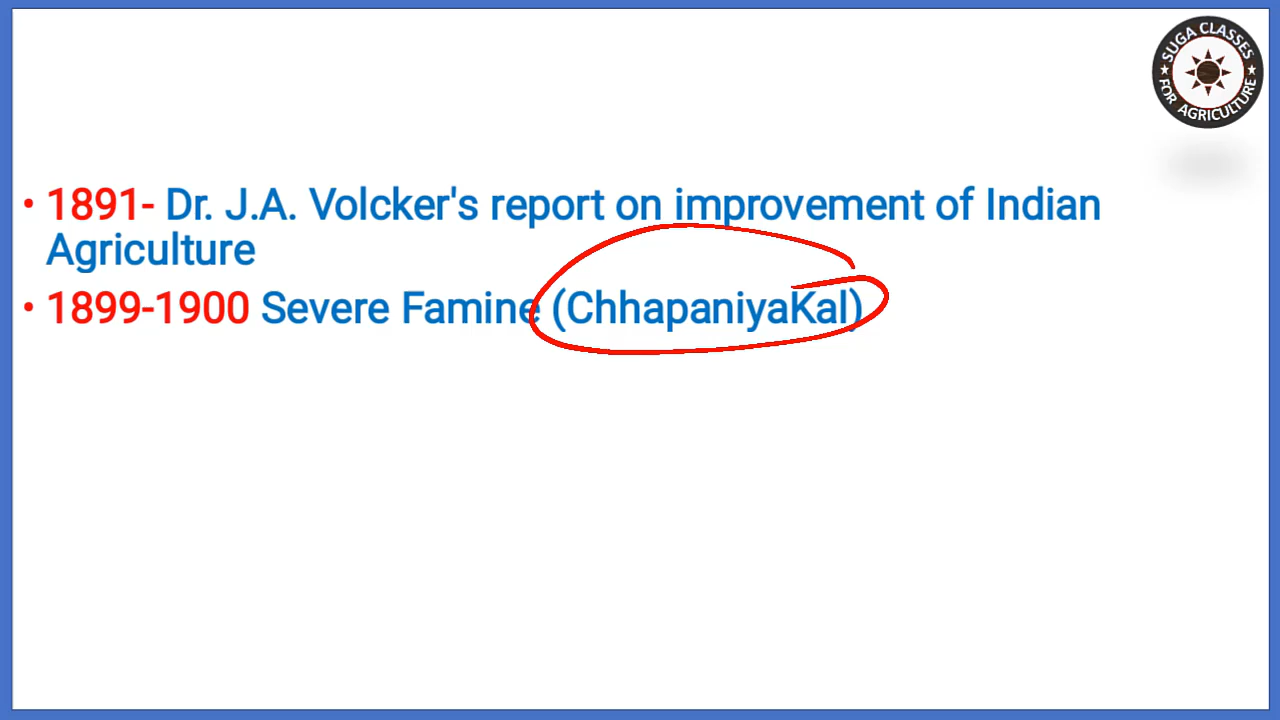 SUGA CLASSES
FOR AGRICULTURE
• 1891- Dr. J.A. Volcker's report on improvement of Indian
Agriculture
• 1899-1900 Severe Famine (ChhapaniyaKal)